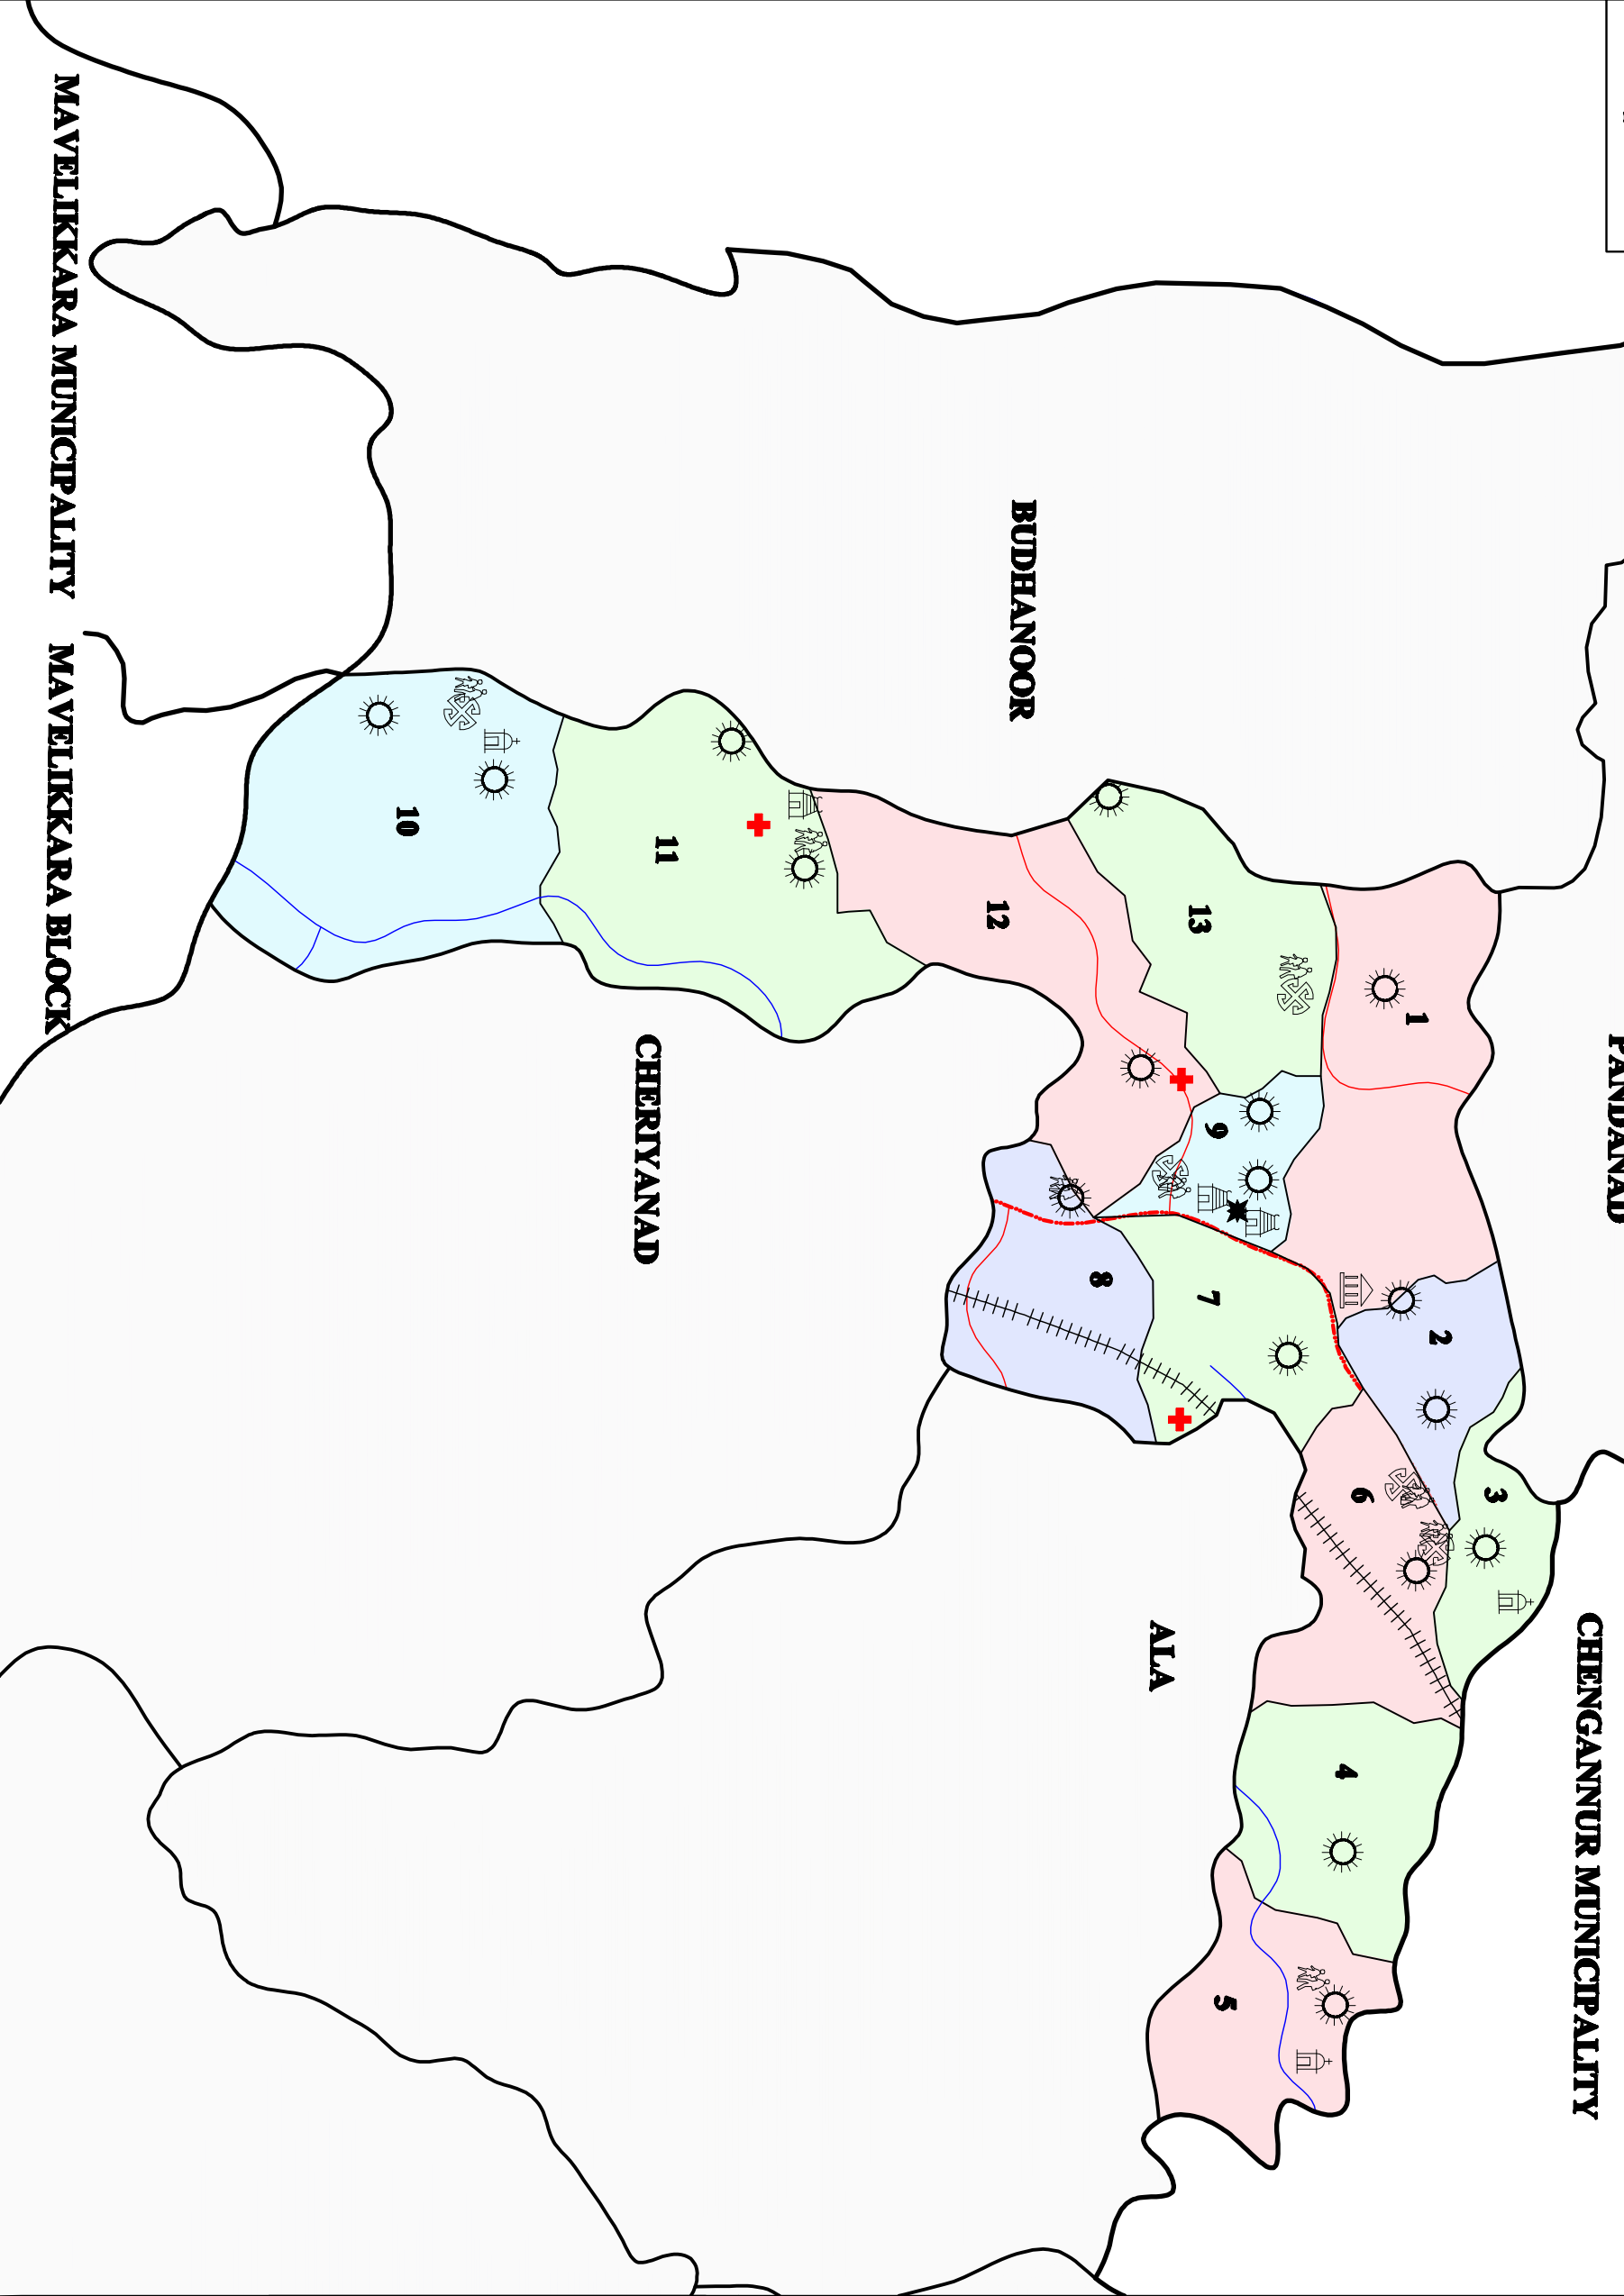 PANDANAD
CHENGANNUR MUNICIPALITY
1
2
3
6
4
5
13
9
7
8
12
BUDHANOOR
ALA
11
CHERIYANAD
10
MAVELIKKARA MUNICIPALITY
MAVELIKKARA BLOCK